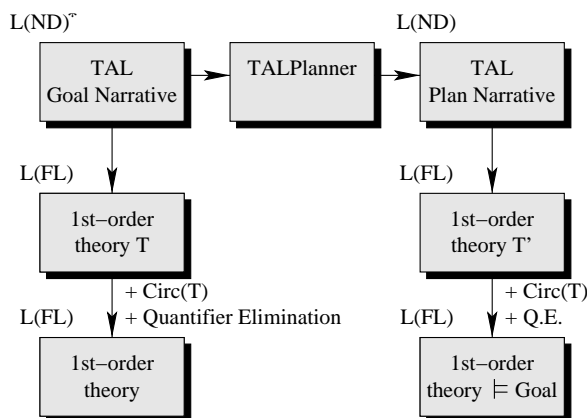 L(ND)*
L(ND)
TAL
Goal Narrative
TALPlanner
TAL
Plan Narrative
L(FL)
L(FL)
1st−order
theory T
1st−order
theory T'
+ Circ(T)
+ Quantifier Elimination
+ Circ(T)
+ Q.E.
L(FL)
L(FL)
1st−order
theory
1st−order
theory ⊨ Goal